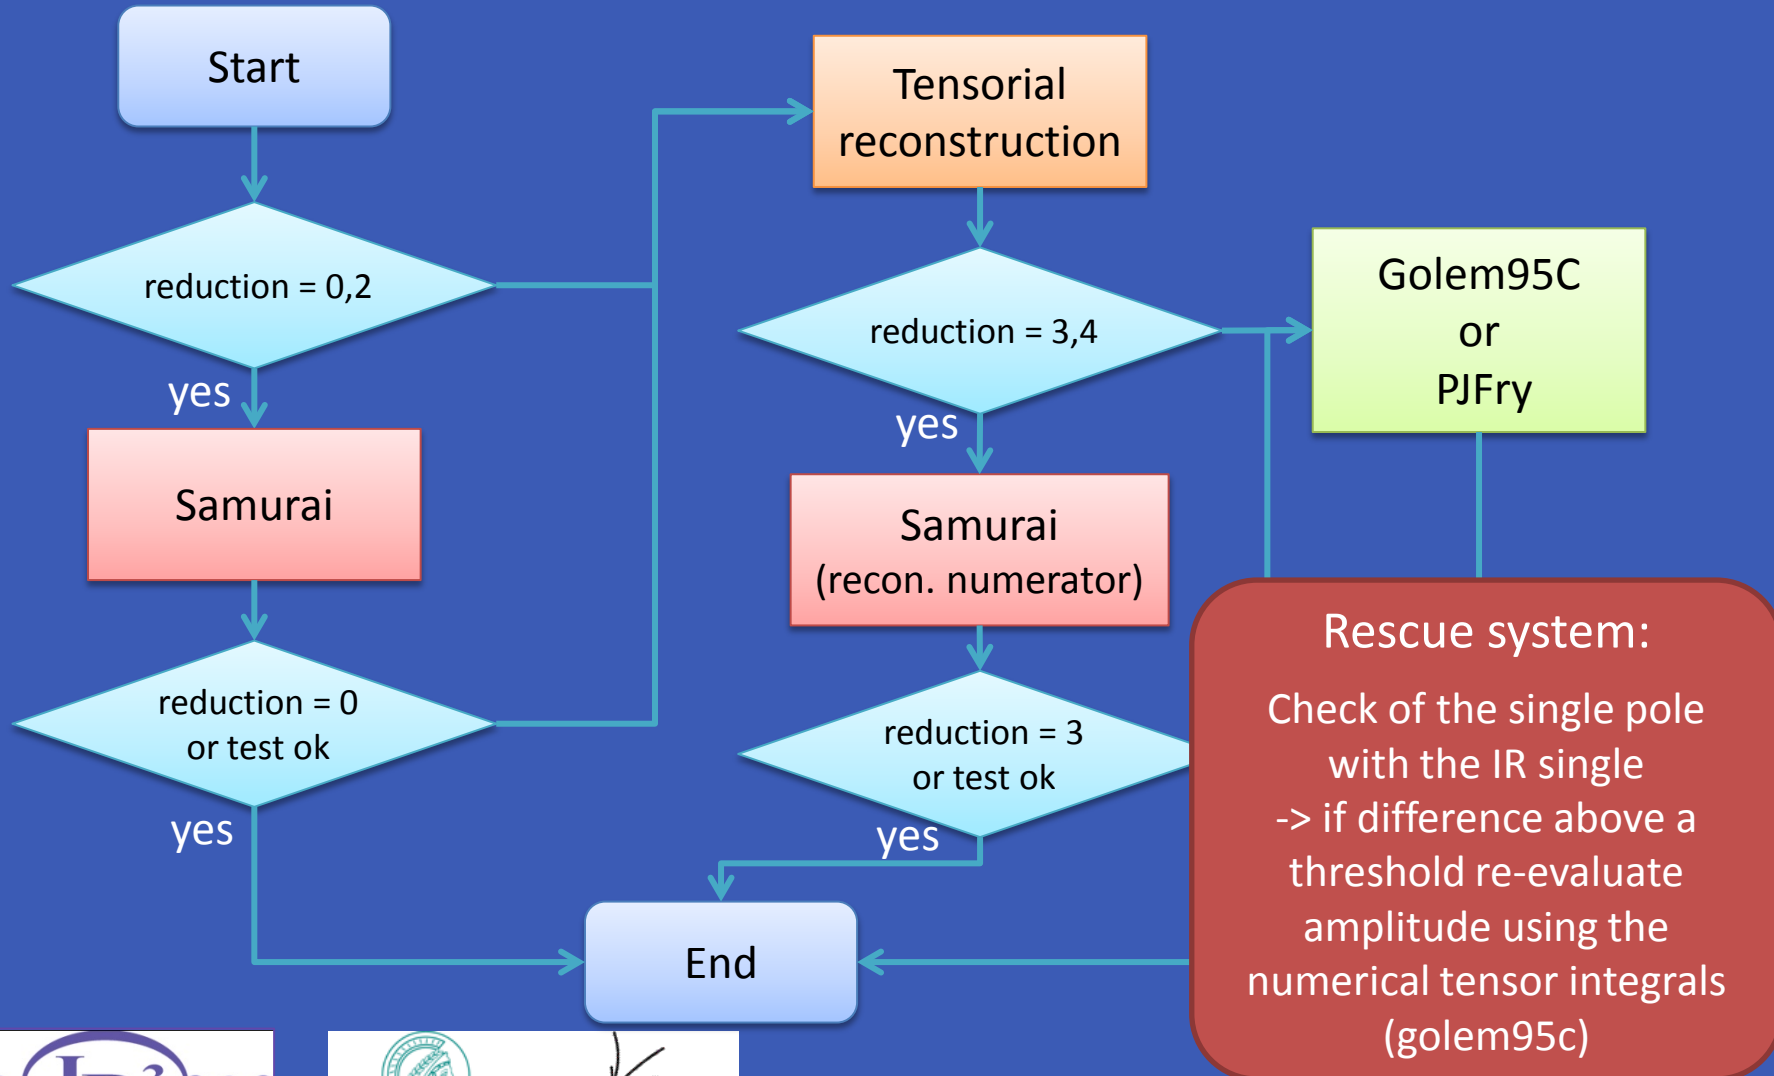 Start
reduction = 0,2
yes
Samurai
reduction = 0
or test ok
yes
Tensorial
reconstruction
reduction = 3,4
yes
Samurai
(recon. numerator)
reduction = 3
or test ok
yes
End
Golem95C
or
PJFry
Rescue system:
Check of the single pole
with the IR single
-> if difference above a
threshold re-evaluate
amplitude using the
numerical tensor integrals
(golem95c)